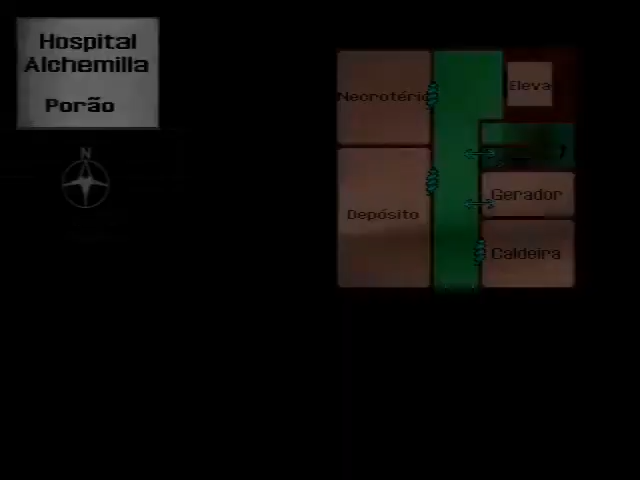 Hospital
Alchemilla
Porão
N
Necrotério
Eleva
Gerador
Depósito
Caldeira